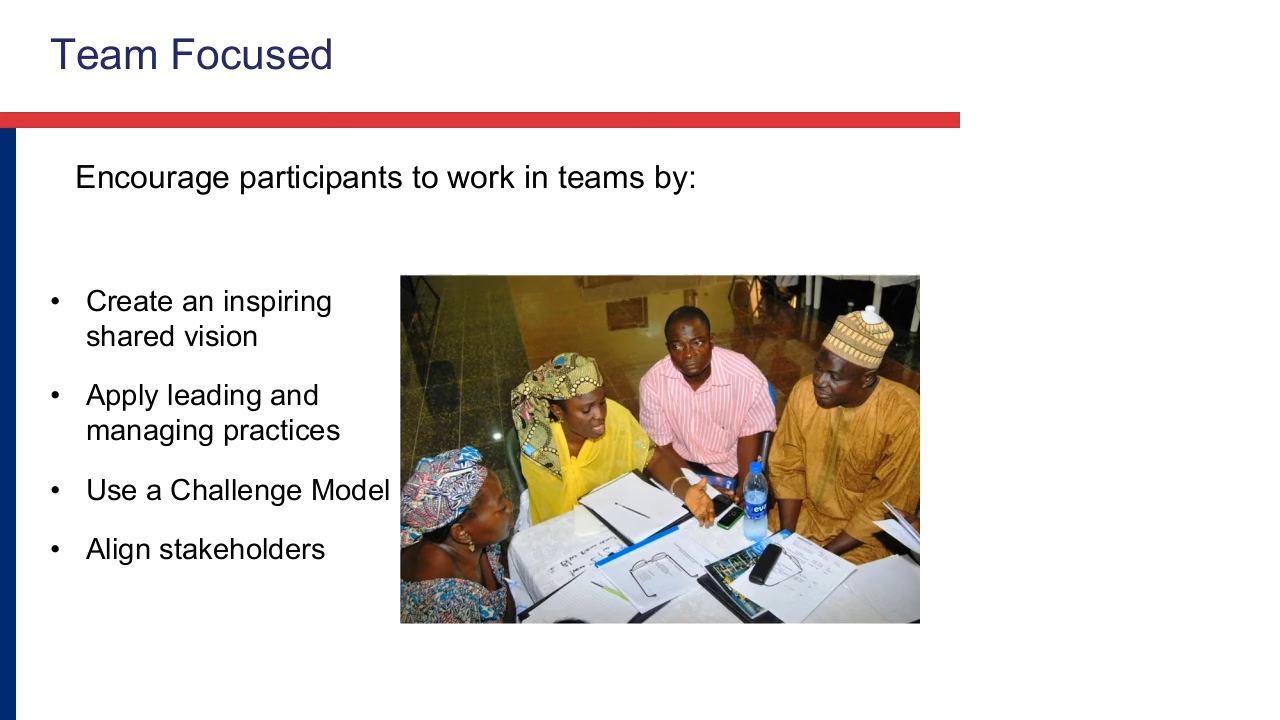 Team Focused
Encourage participants to work in teams by:
• Create an inspiring
shared vision
• Apply leading and
managing practices
• Use a Challenge Model
• Align stakeholders